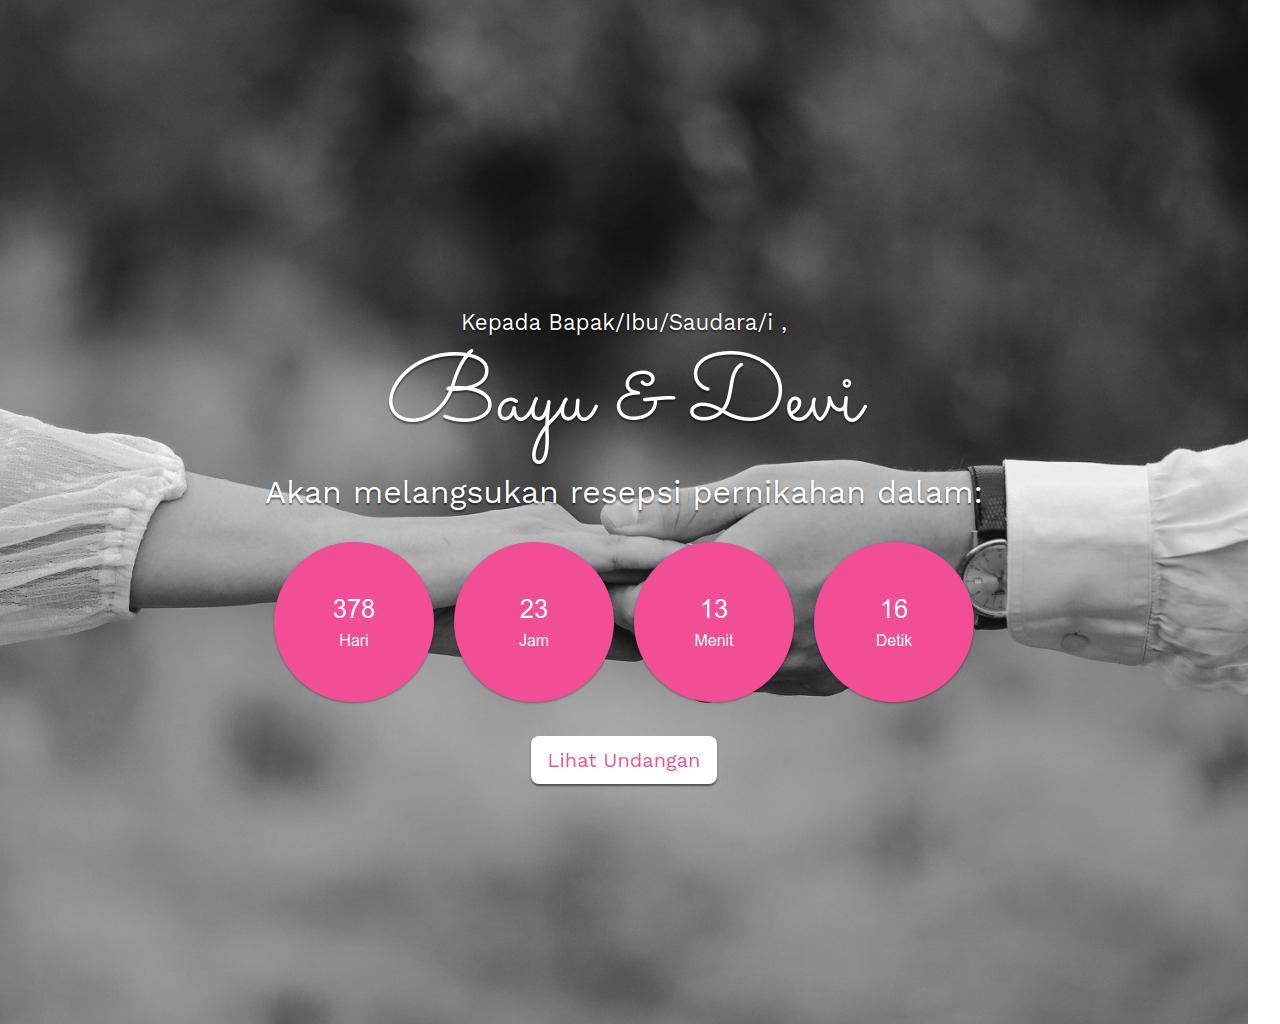 Kepada Bapak/Ibu/Saudara/i ,
Bayu & Devi
Akan melangsukan resepsi pernikahan dalam:
378 23 13 16
Hari Jam Menit Detik
Lihat Undangan